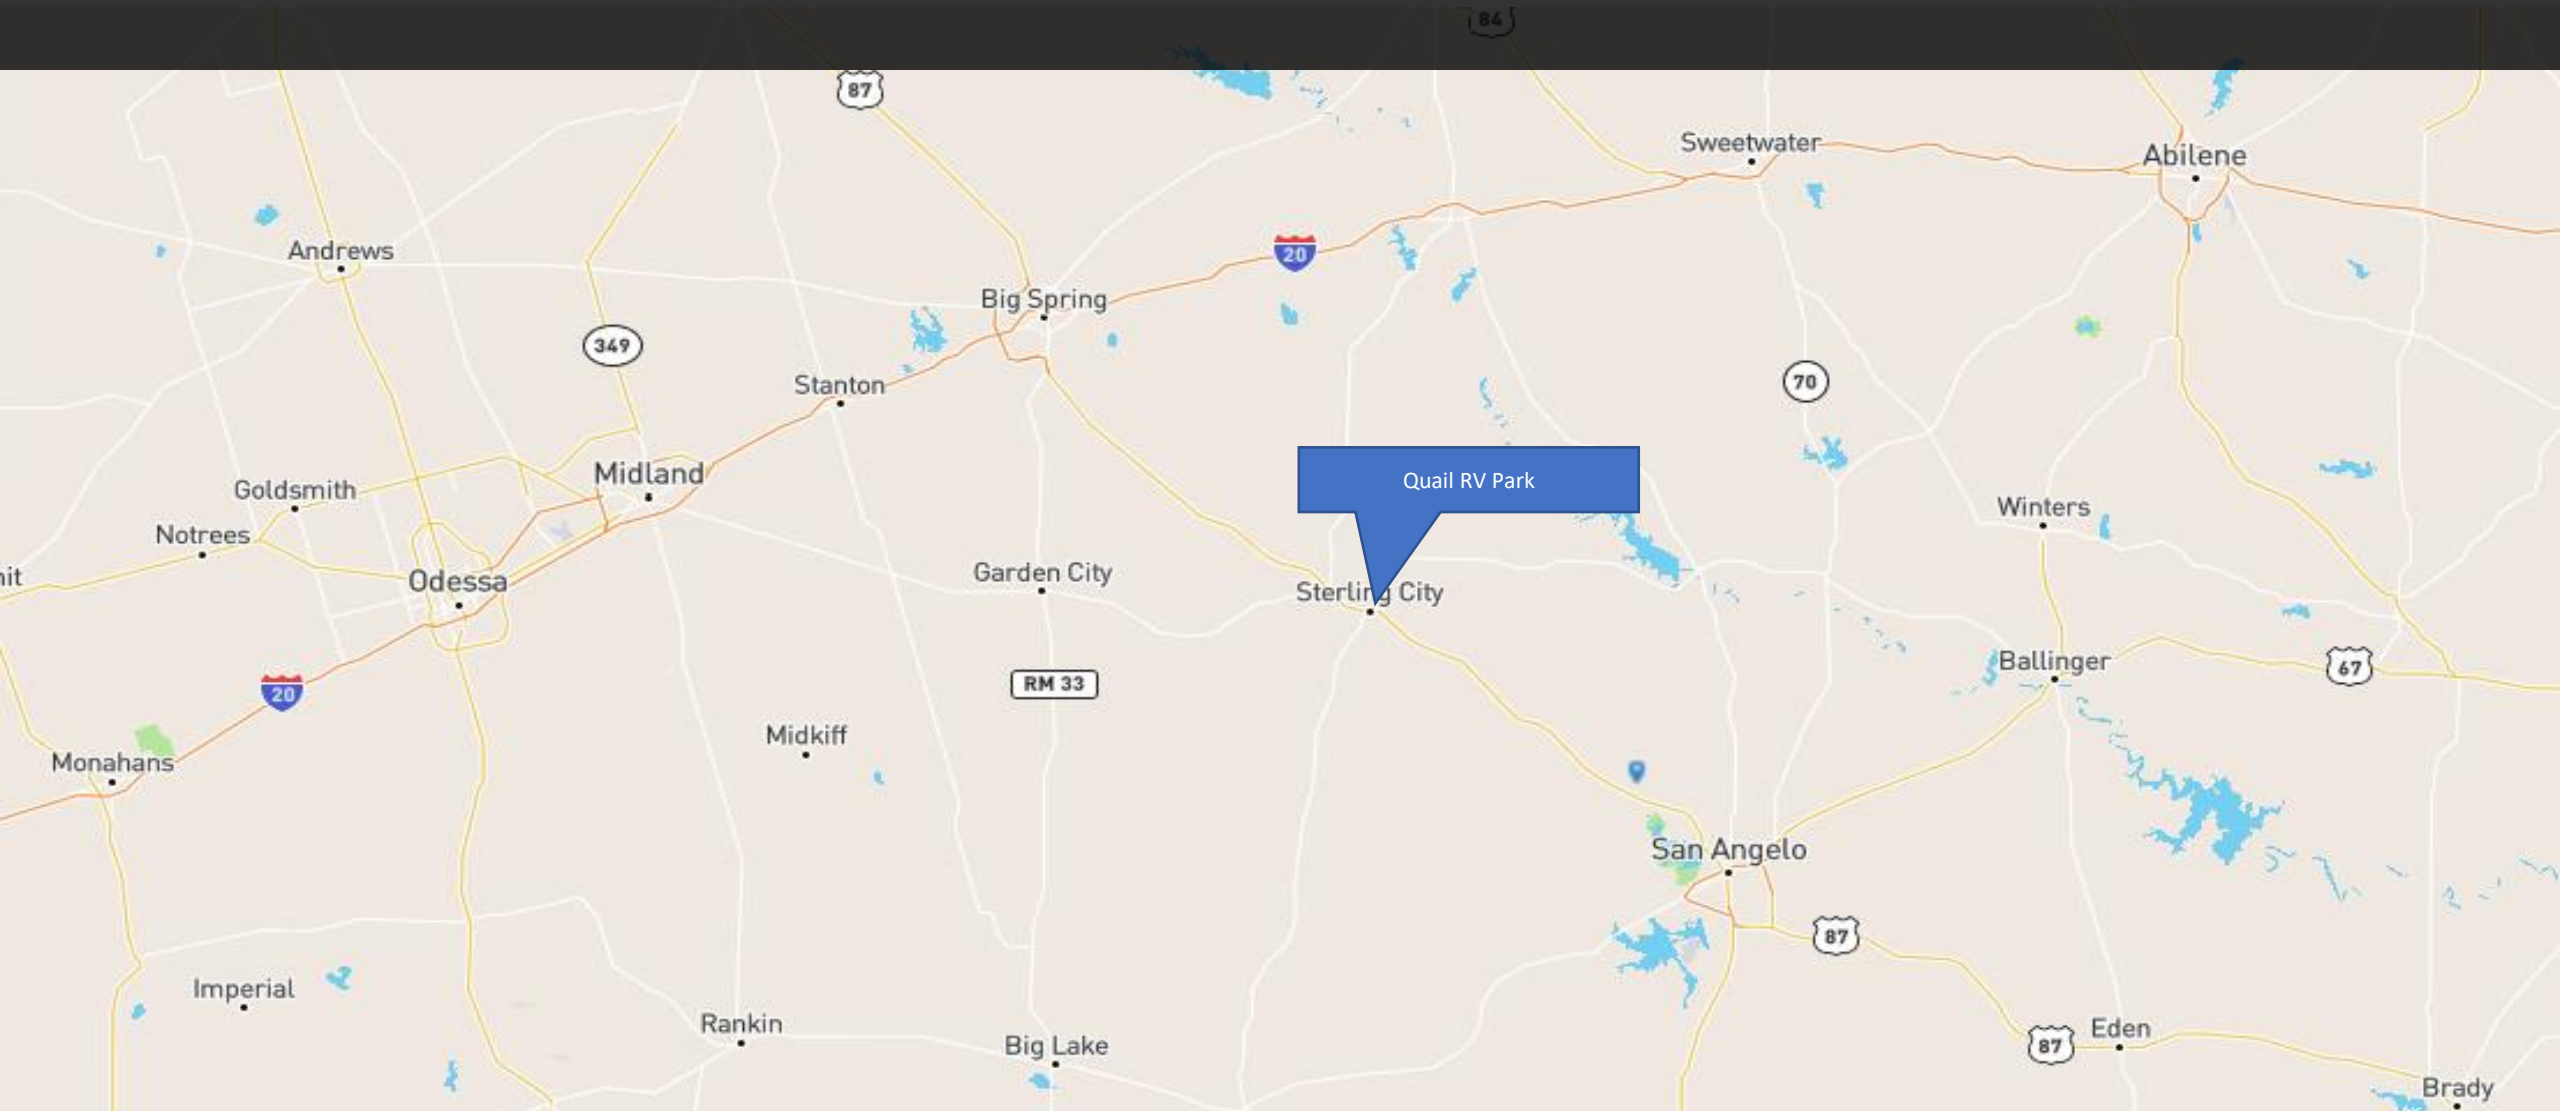 84
87
Sweetwater
Abilene
Andrews
20
Big Spring
349
Stanton
70
Midland
Quail RV Park
Goldsmith
Winters
Notrees
Garden City
nit
Odessa
Sterling City
Ballinger
67
RM 33
20
Midkiff
Monahans
San Angelo
87
Imperial
Rankin
Big Lake
87
Eden
Brady